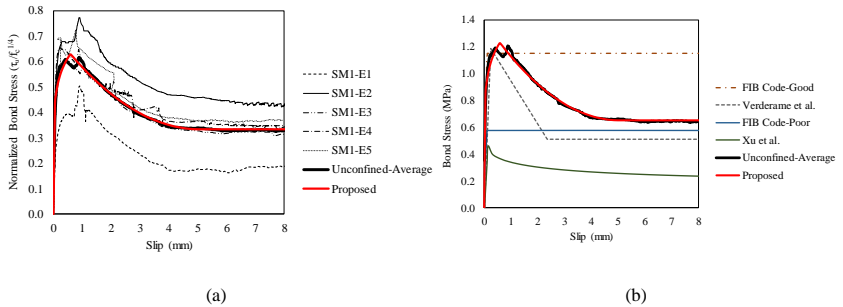 Normalized Bond Stress (τᵤ/f꜀¹ᐟ⁴)
0.8
0.7
0.6
0.5
0.4
0.3
0.2
0.1
0.0
0 1 2 3 4 5 6 7 8
Slip (mm)
SM1-E1
SM1-E2
SM1-E3
SM1-E4
SM1-E5
Unconfined-Average
Proposed
(a)
Bond Stress (MPa)
1.6
1.4
1.2
1.0
0.8
0.6
0.4
0.2
0.0
0 1 2 3 4 5 6 7 8
Slip (mm)
FIB Code-Good
Verderame et al.
FIB Code-Poor
Xu et al.
Unconfined-Average
Proposed
(b)